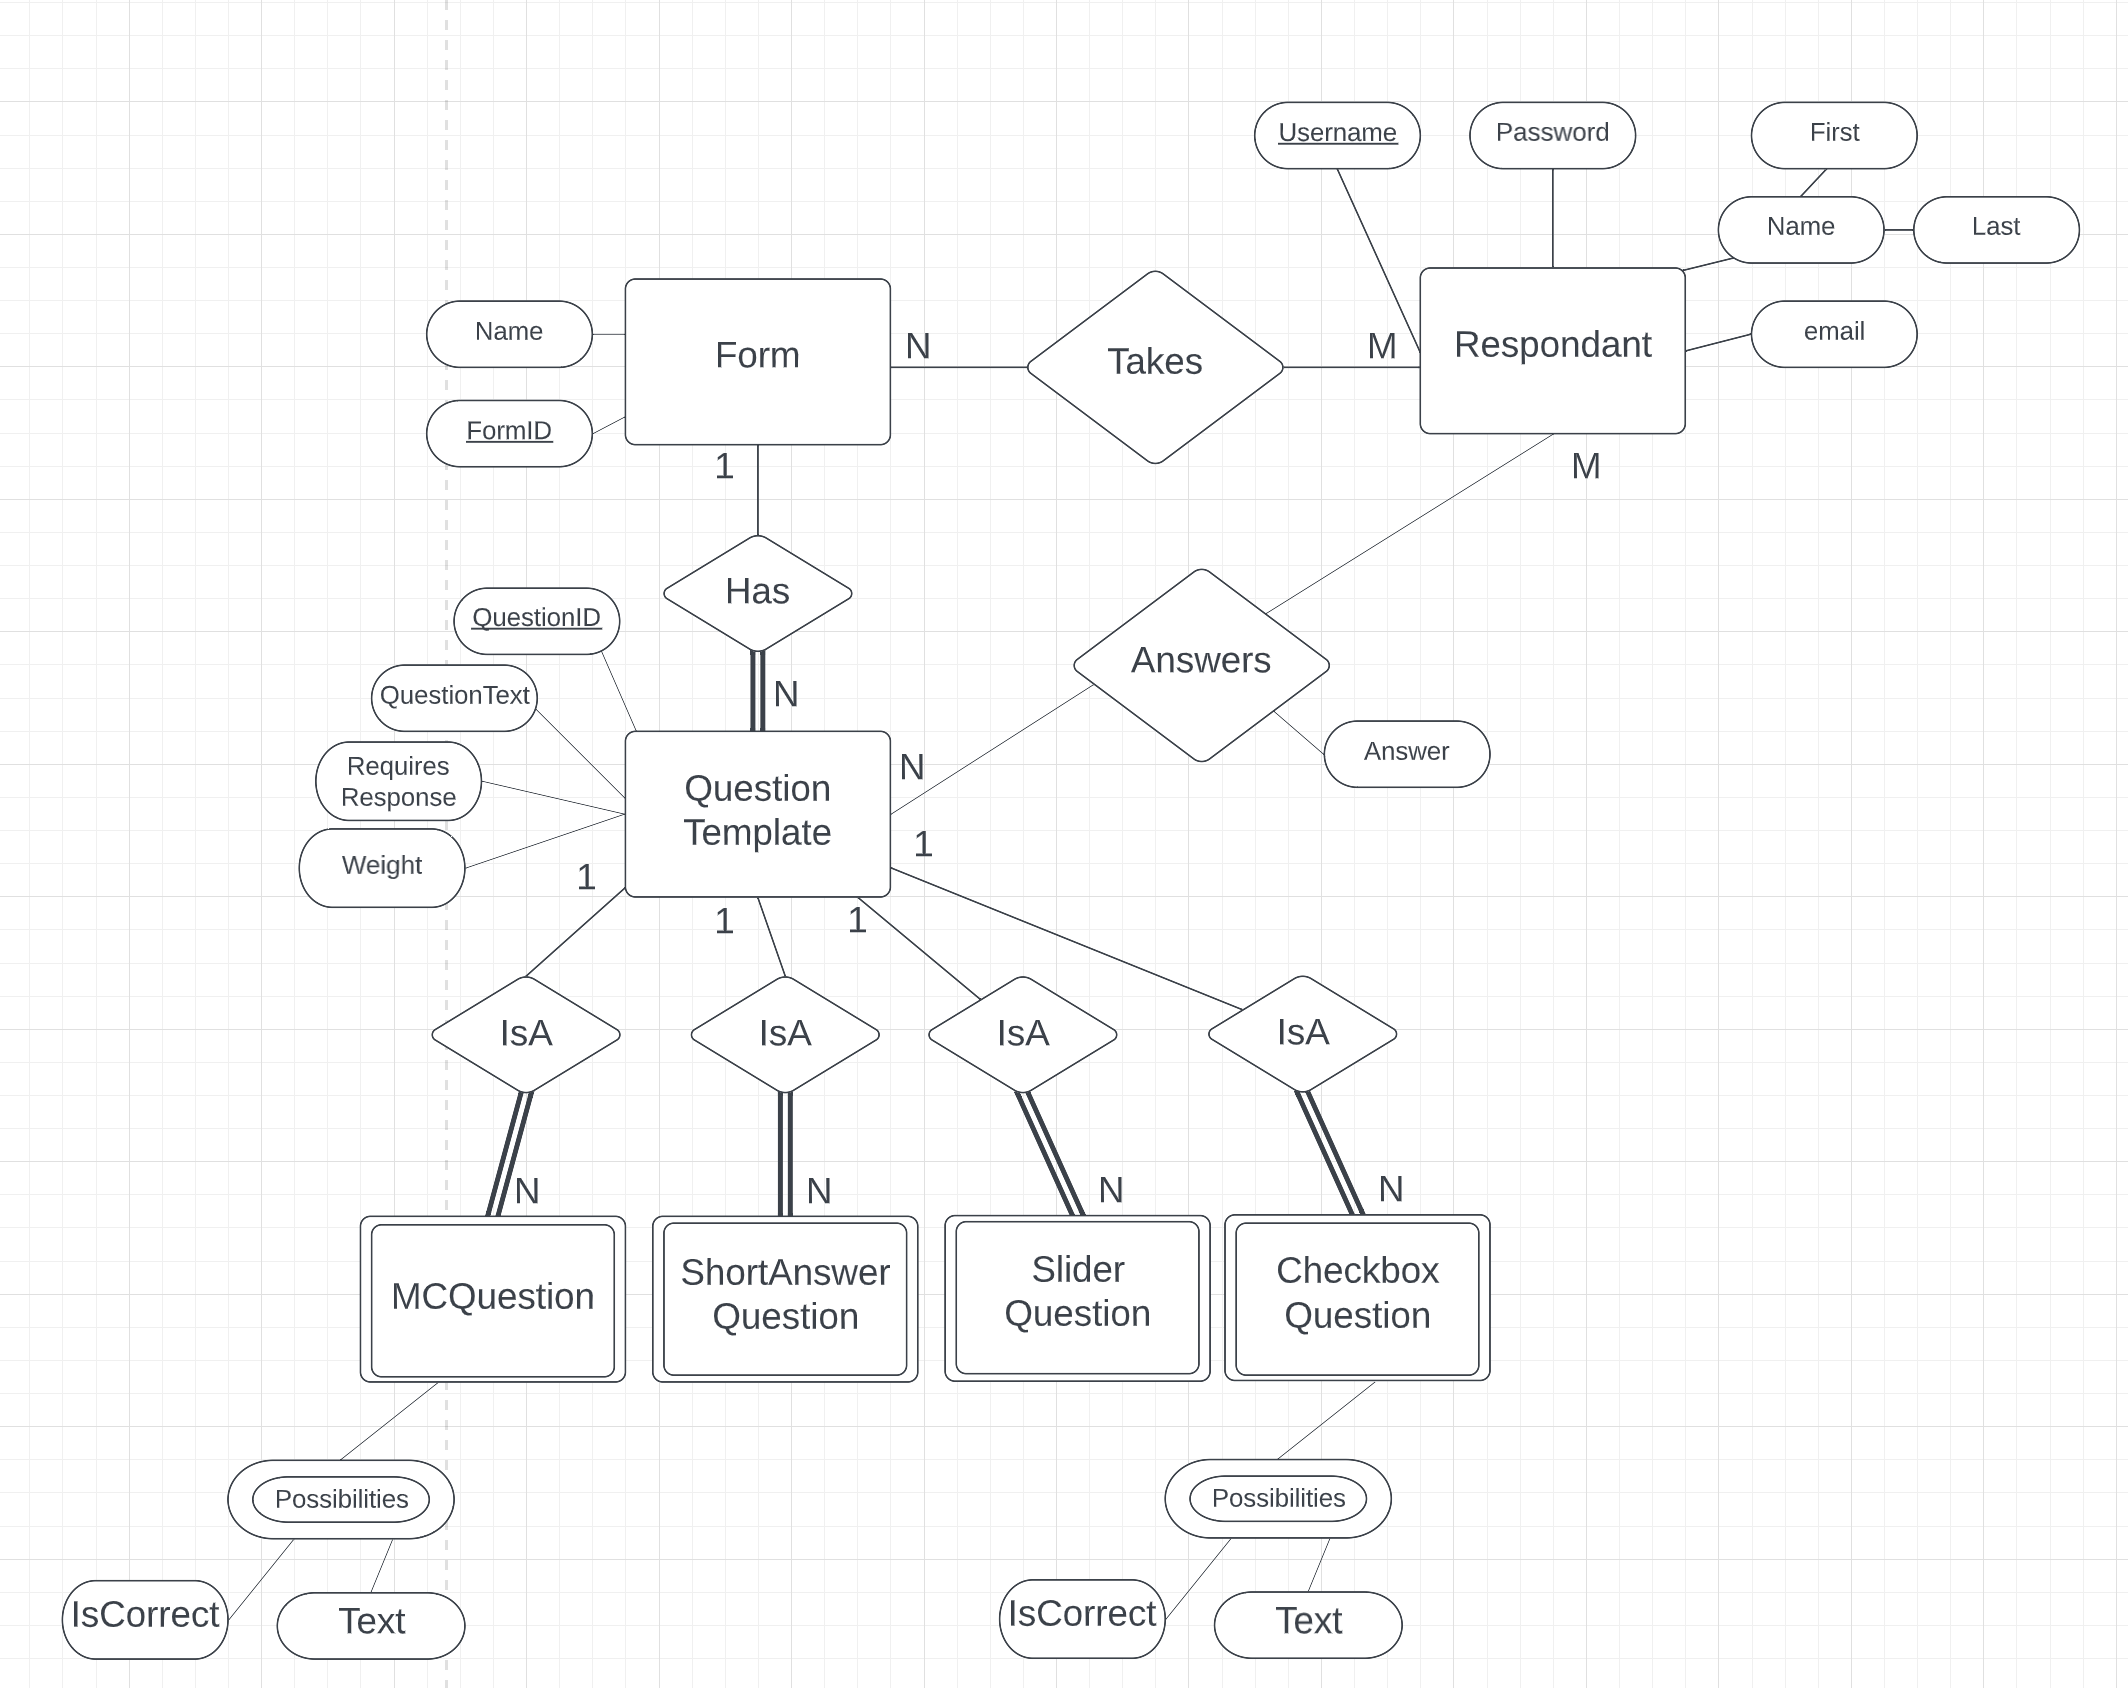 Username
Password
First
Name
Last
Name
Form
N
Takes
M
Respondant
email
FormID
1
M
Has
QuestionID
Answers
QuestionText
N
Requires
Response
Question
Template
N
Answer
Weight
1
1
1
1
IsA
IsA
IsA
IsA
N
N
N
N
MCQuestion
ShortAnswer
Question
Slider
Question
Checkbox
Question
Possibilities
Possibilities
IsCorrect
Text
IsCorrect
Text